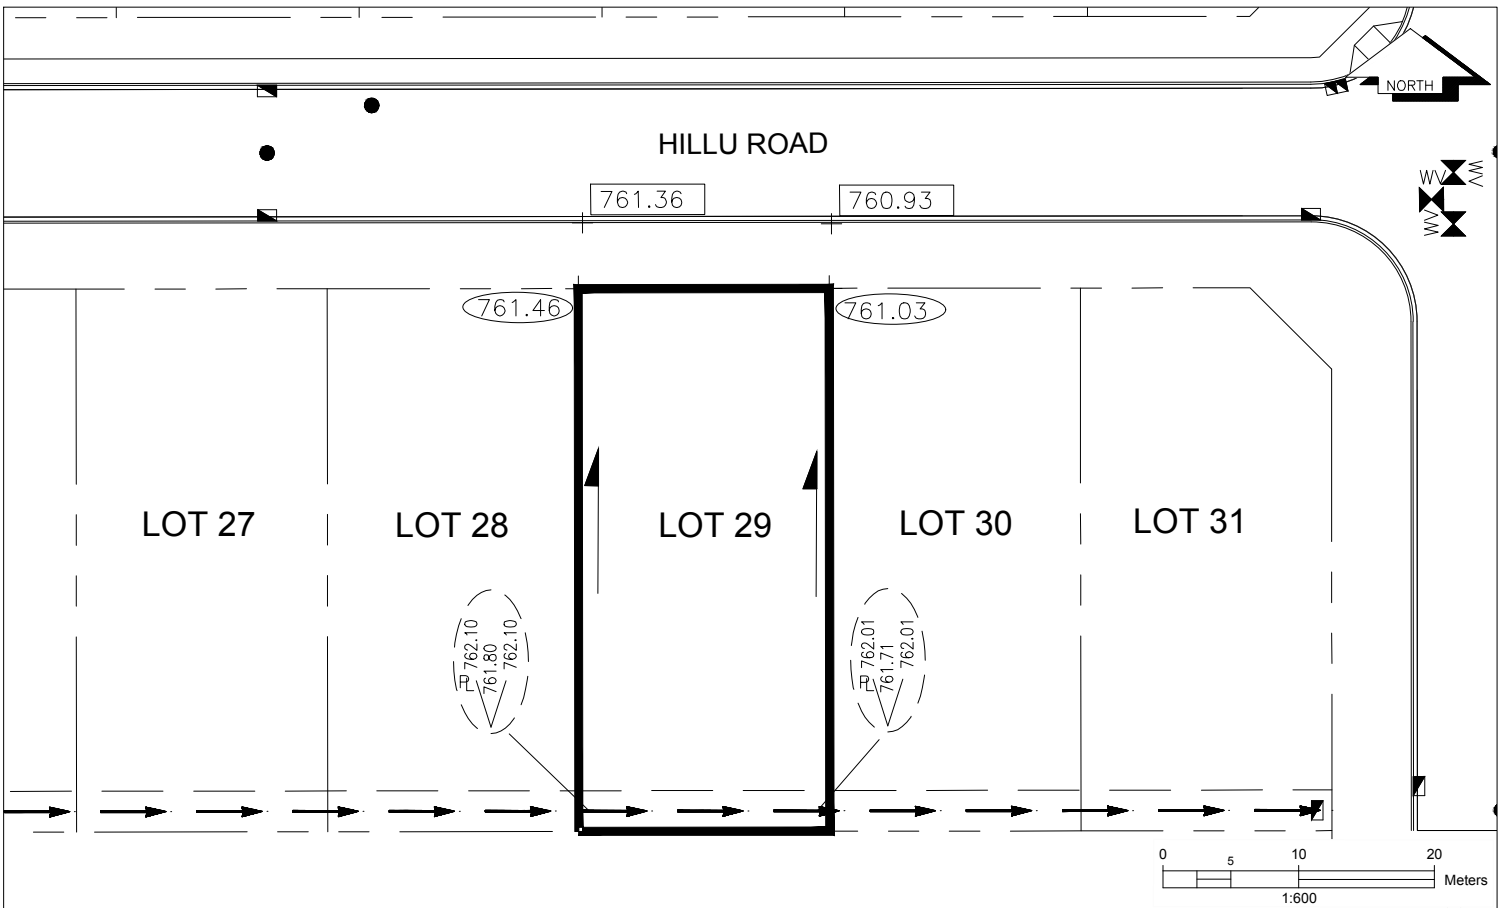 NORTH
HILLU ROAD
WV
WV
WV
761.36
760.93
761.46
761.03
LOT 27
LOT 28
LOT 29
LOT 30
LOT 31
PL 762.10
761.80
762.10
PL 762.01
761.71
762.01
0 5 10 20
Meters
1:600